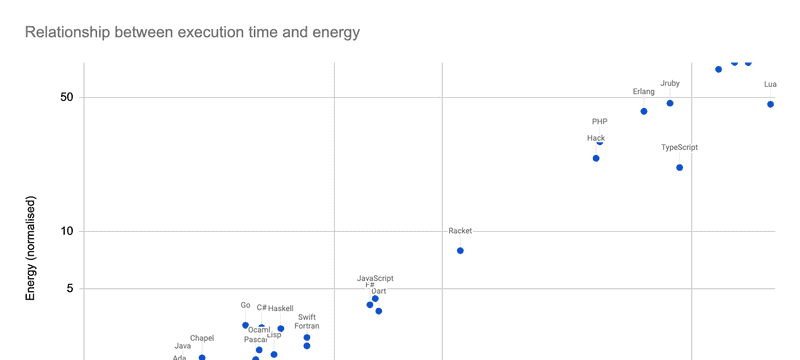 Relationship between execution time and energy
50
Jruby
Lua
Erlang
PHP
Hack
TypeScript
Energy (normalised)
10
Racket
5
JavaScript
F#
Dart
Go
C#
Haskell
Swift
Fortran
Ocaml
Lisp
Pascal
Chapel
Java
Ada